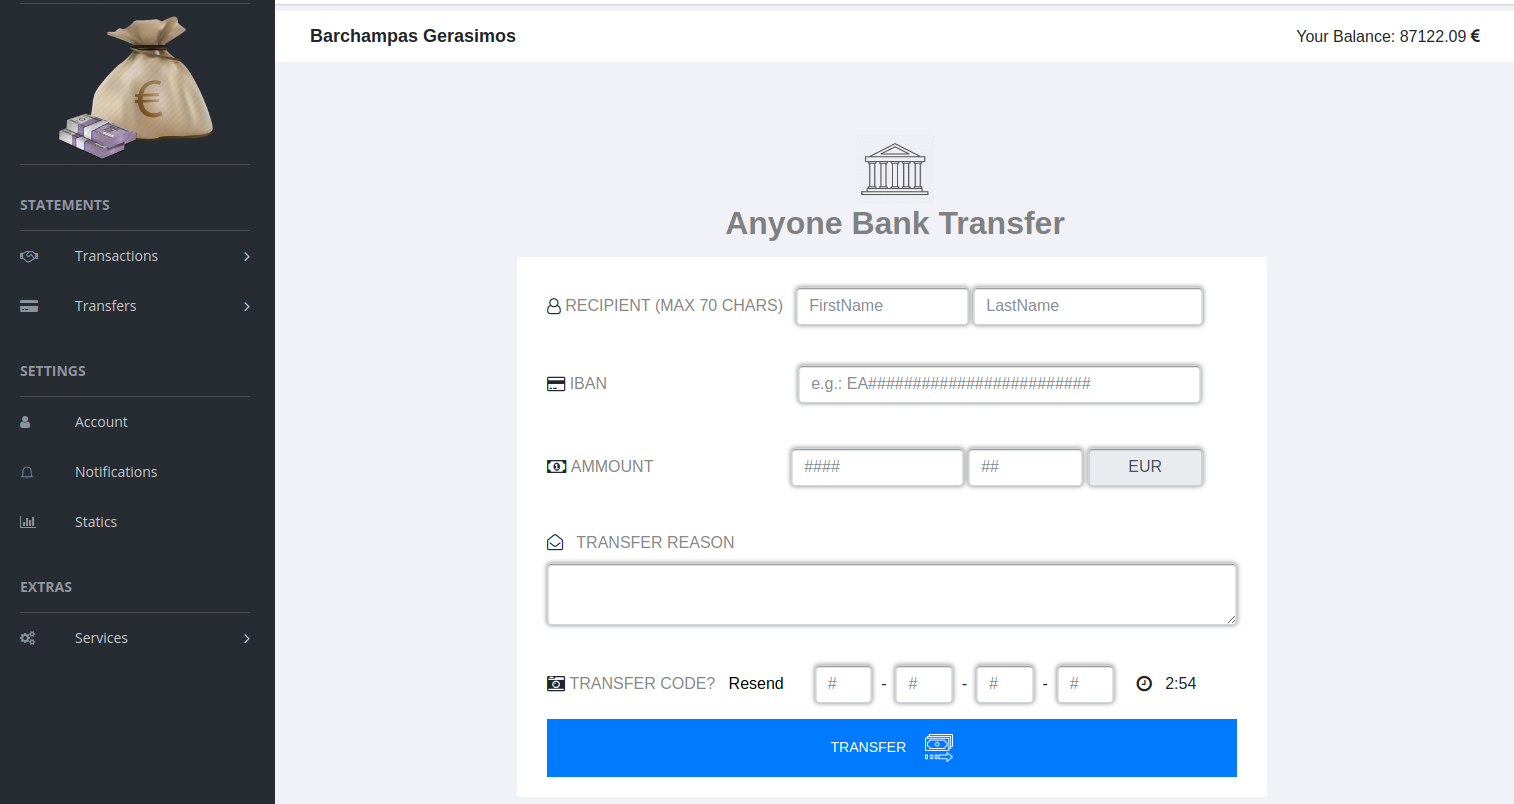 Barchampas Gerasimos
Your Balance: 87122.09 €
€
STATEMENTS
Transactions
Transfers
SETTINGS
Account
Notifications
Statics
EXTRAS
Services
Anyone Bank Transfer
RECIPIENT (MAX 70 CHARS) FirstName LastName
IBAN e.g.: EA#########################
AMMOUNT #### ## EUR
TRANSFER REASON
TRANSFER CODE? Resend # - # - # - # 2:54
TRANSFER